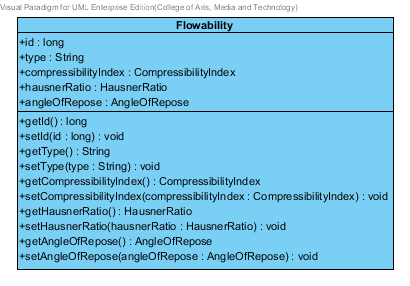 Visual Paradigm for UML Enterprise Edition(College of Arts, Media and Technology)
Flowability
+id : long
+type : String
+compressibilityIndex : CompressibilityIndex
+hausnerRatio : HausnerRatio
+angleOfRepose : AngleOfRepose
+getId() : long
+setId(id : long) : void
+getType() : String
+setType(type : String) : void
+getCompressibilityIndex() : CompressibilityIndex
+setCompressibilityIndex(compressibilityIndex : CompressibilityIndex) : void
+getHausnerRatio() : HausnerRatio
+setHausnerRatio(hausnerRatio : HausnerRatio) : void
+getAngleOfRepose() : AngleOfRepose
+setAngleOfRepose(angleOfRepose : AngleOfRepose) : void